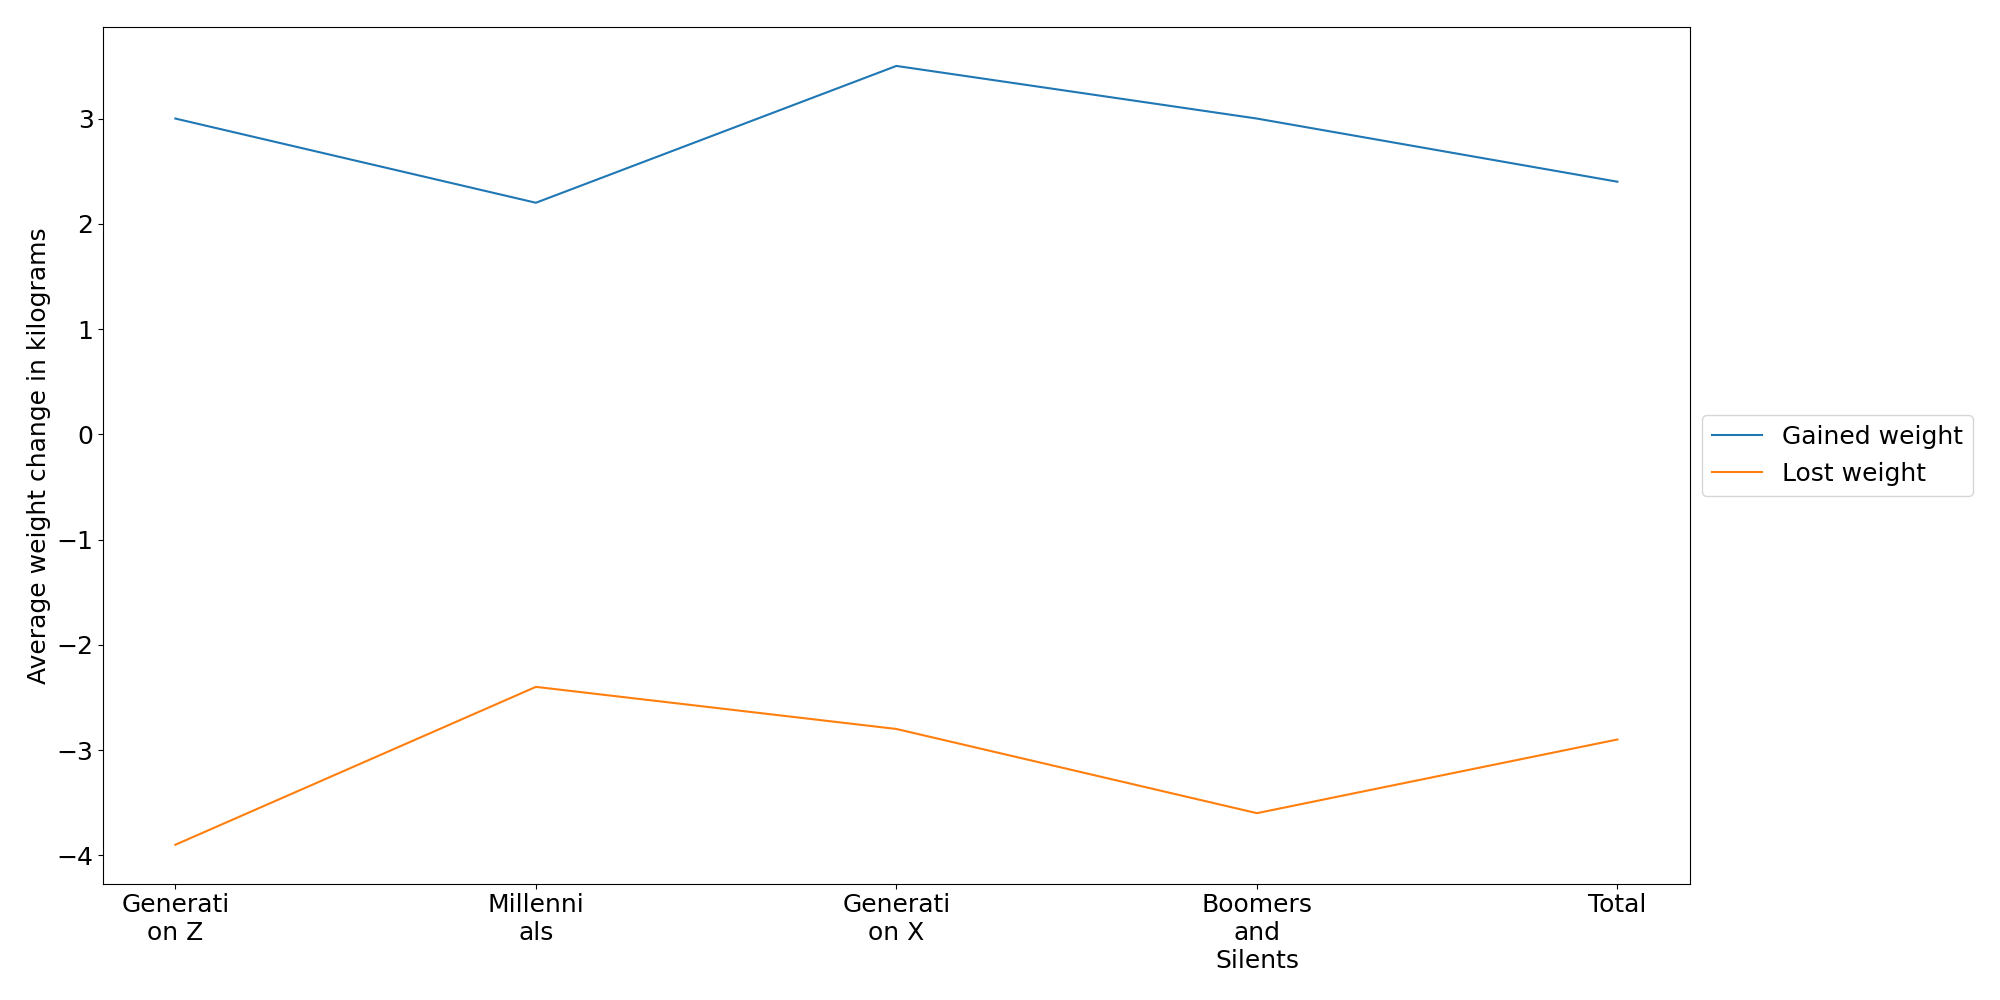 Average weight change in kilograms
3
2
1
0
−1
−2
−3
−4
Generati
on Z
Millenni
als
Generati
on X
Boomers
and
Silents
Total
Gained weight
Lost weight